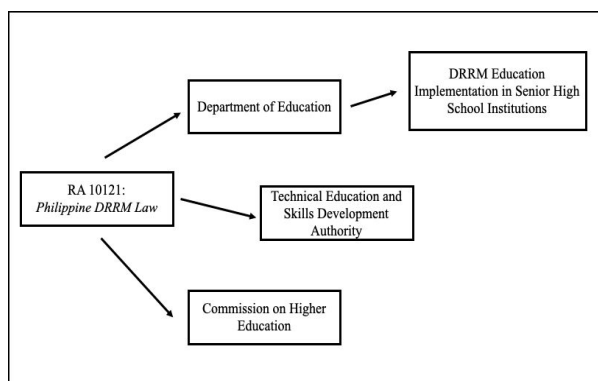 DRRM Education
Implementation in Senior High
School Institutions
Department of Education
RA 10121:
Philippine DRRM Law
Technical Education and
Skills Development
Authority
Commission on Higher
Education